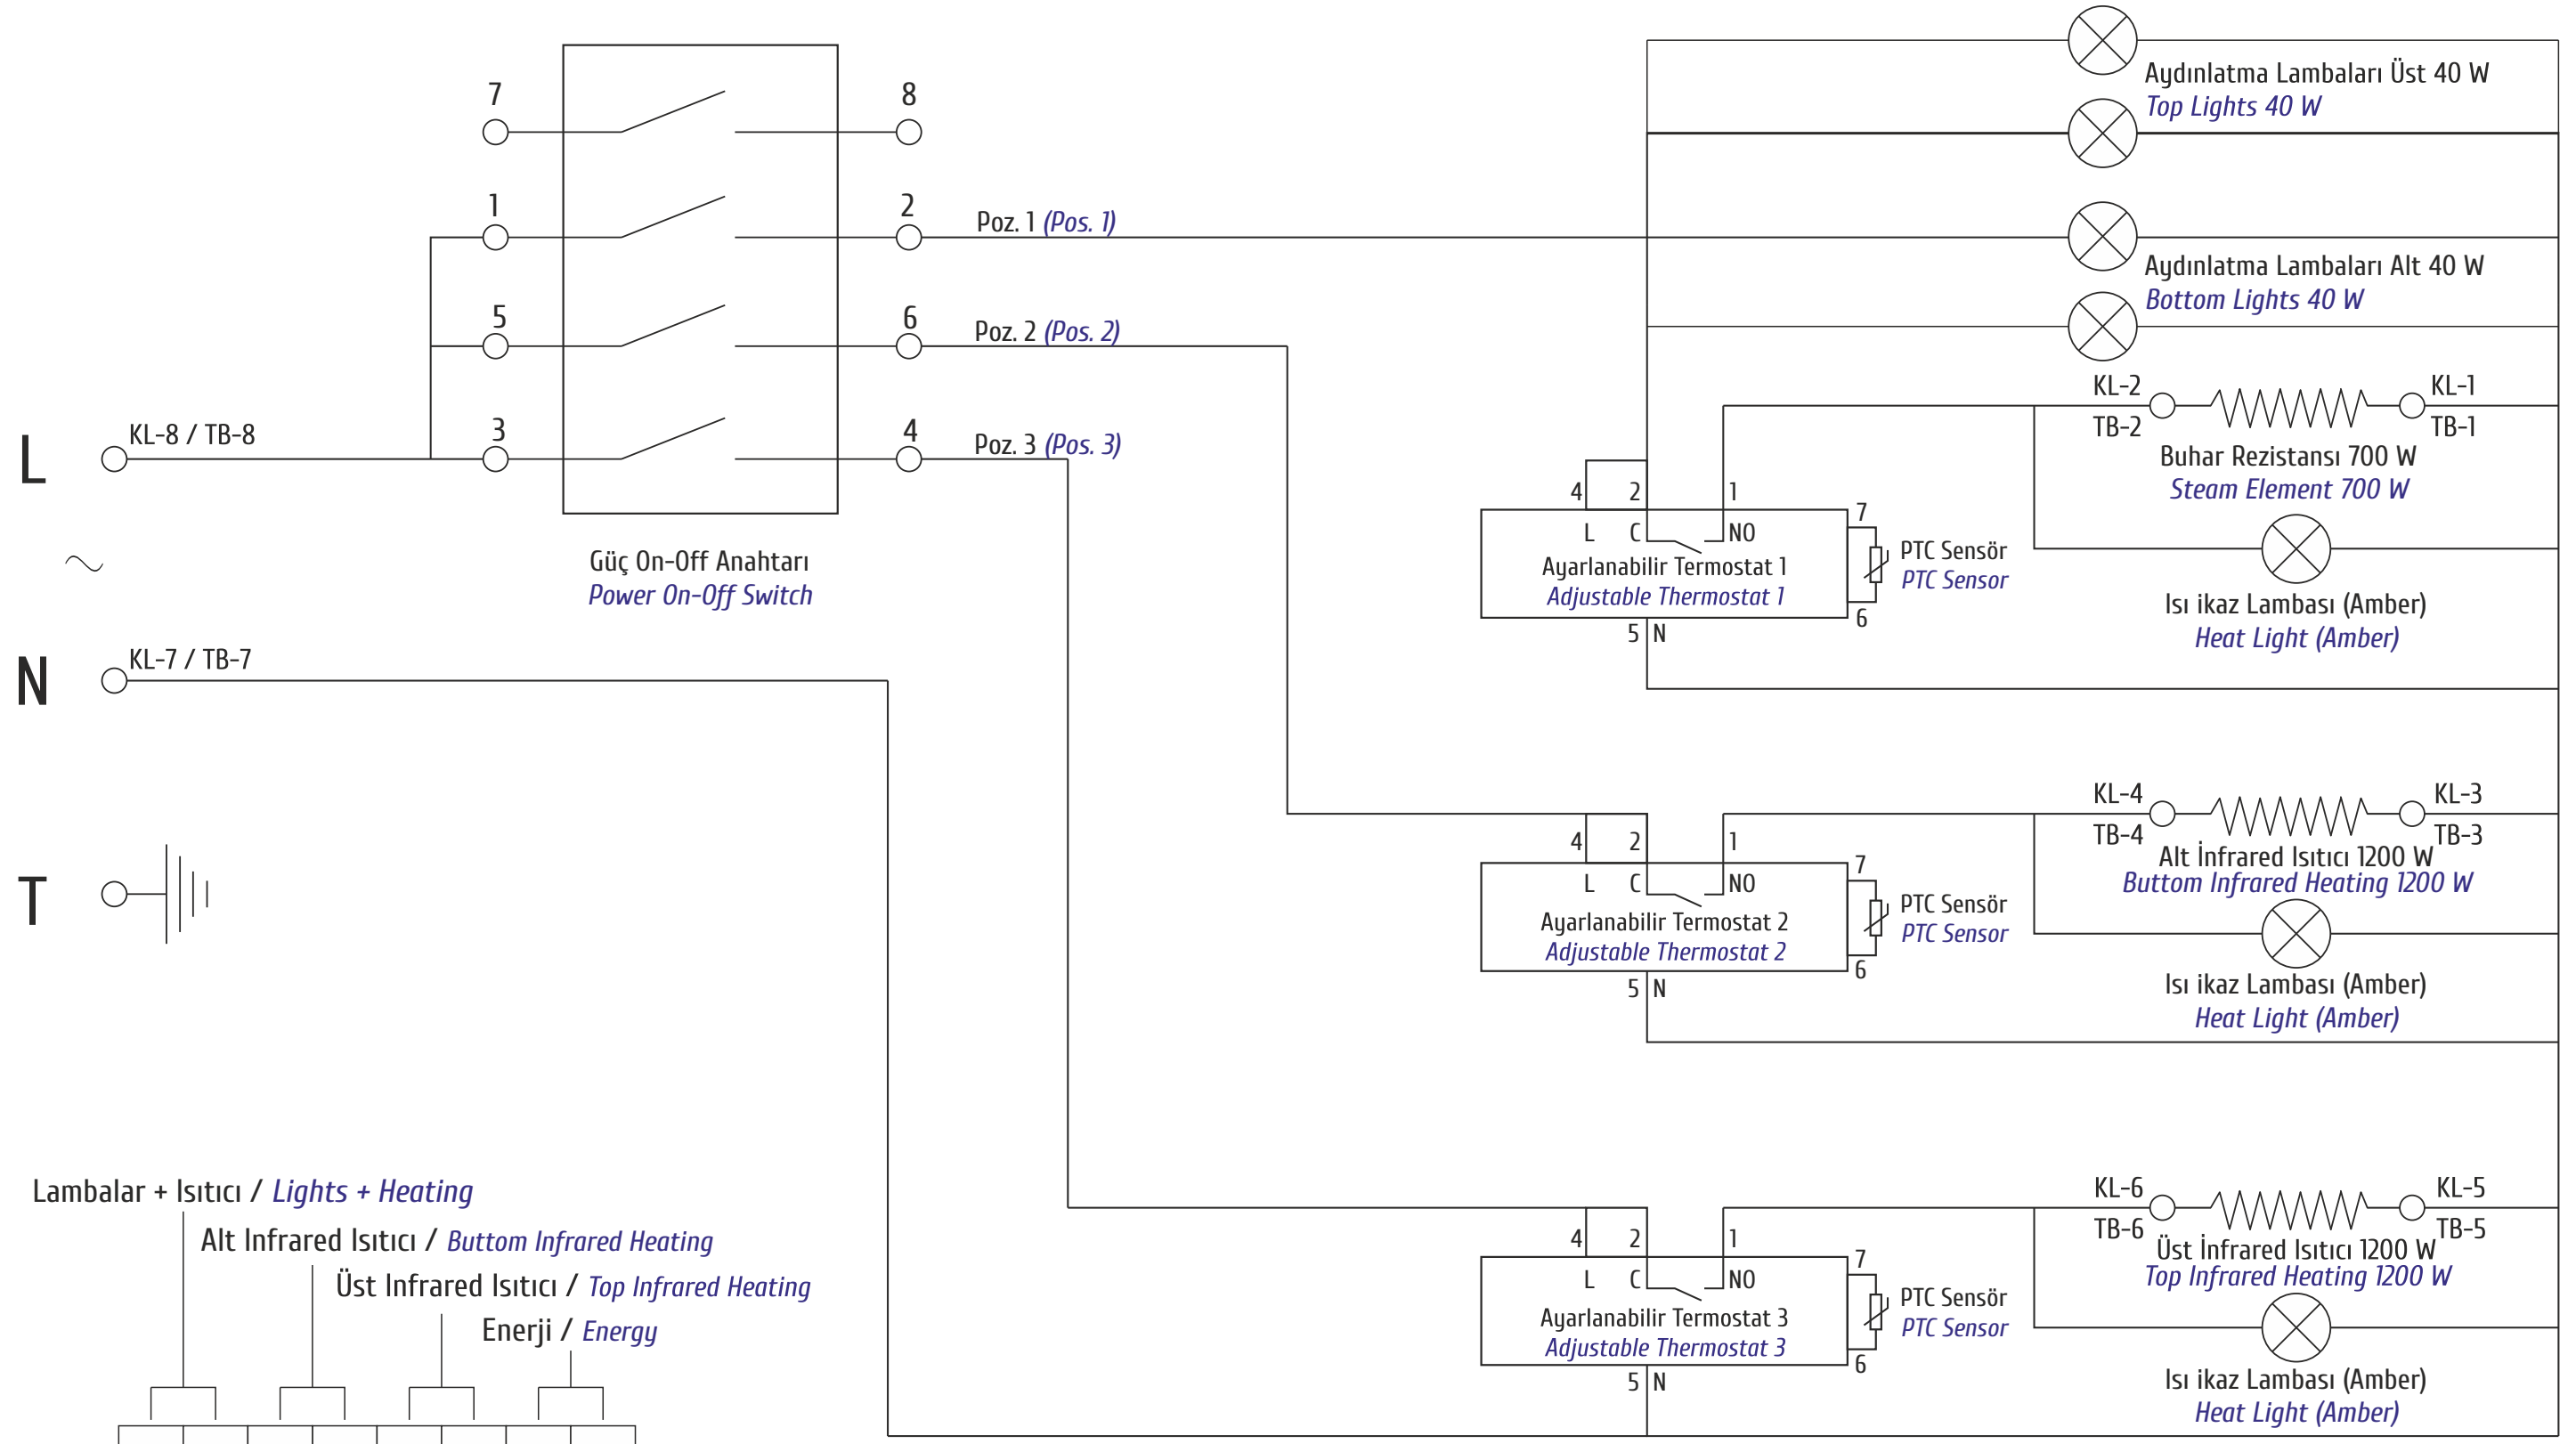 Aydınlatma Lambaları Üst 40 W
Top Lights 40 W
7
8
1
2
Poz. 1 (Pos. 1)
Aydınlatma Lambaları Alt 40 W
Bottom Lights 40 W
5
6
Poz. 2 (Pos. 2)
KL-2
KL-1
TB-2
TB-1
L
KL-8 / TB-8
3
4
Poz. 3 (Pos. 3)
Buhar Rezistansı 700 W
Steam Element 700 W
4
2
1
7
L
C
NO
PTC Sensör
PTC Sensor
Ayarlanabilir Termostat 1
Adjustable Thermostat 1
6
5
N
Güç On-Off Anahtarı
Power On-Off Switch
Isı ikaz Lambası (Amber)
Heat Light (Amber)
N
KL-7 / TB-7
KL-4
KL-3
TB-4
TB-3
Alt İnfrared Isıtıcı 1200 W
Buttom Infrared Heating 1200 W
4
2
1
7
L
C
NO
PTC Sensör
PTC Sensor
Ayarlanabilir Termostat 2
Adjustable Thermostat 2
6
5
N
Isı ikaz Lambası (Amber)
Heat Light (Amber)
T
Lambalar + Isıtıcı / Lights + Heating
Alt Infrared Isıtıcı / Buttom Infrared Heating
Üst Infrared Isıtıcı / Top Infrared Heating
Enerji / Energy
KL-6
KL-5
TB-6
TB-5
Üst İnfrared Isıtıcı 1200 W
Top Infrared Heating 1200 W
4
2
1
7
L
C
NO
PTC Sensör
PTC Sensor
Ayarlanabilir Termostat 3
Adjustable Thermostat 3
6
5
N
Isı ikaz Lambası (Amber)
Heat Light (Amber)